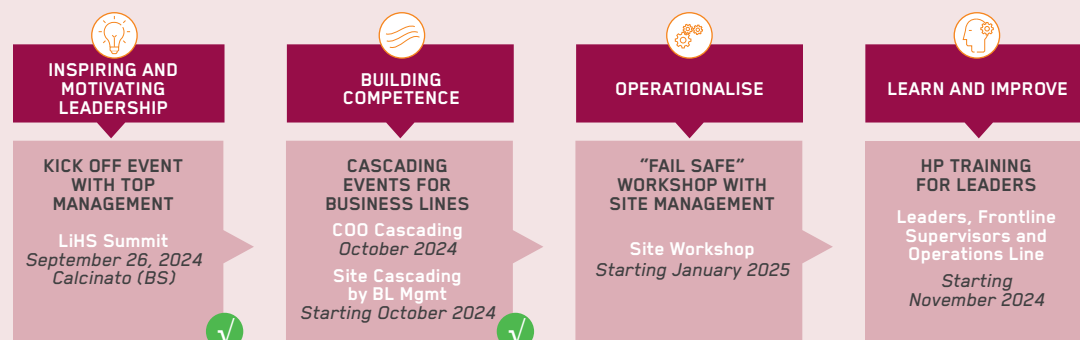 INSPIRING AND
MOTIVATING
LEADERSHIP
KICK OFF EVENT
WITH TOP
MANAGEMENT
LiHS Summit
September 26, 2024
Calcinato (BS)
BUILDING
COMPETENCE
CASCADING
EVENTS FOR
BUSINESS LINES
COO Cascading
October 2024
Site Cascading
by BL Mgmt
Starting October 2024
OPERATIONALISE
“FAIL SAFE”
WORKSHOP WITH
SITE MANAGEMENT
Site Workshop
Starting January 2025
LEARN AND IMPROVE
HP TRAINING
FOR LEADERS
Leaders, Frontline
Supervisors and
Operations Line
Starting
November 2024